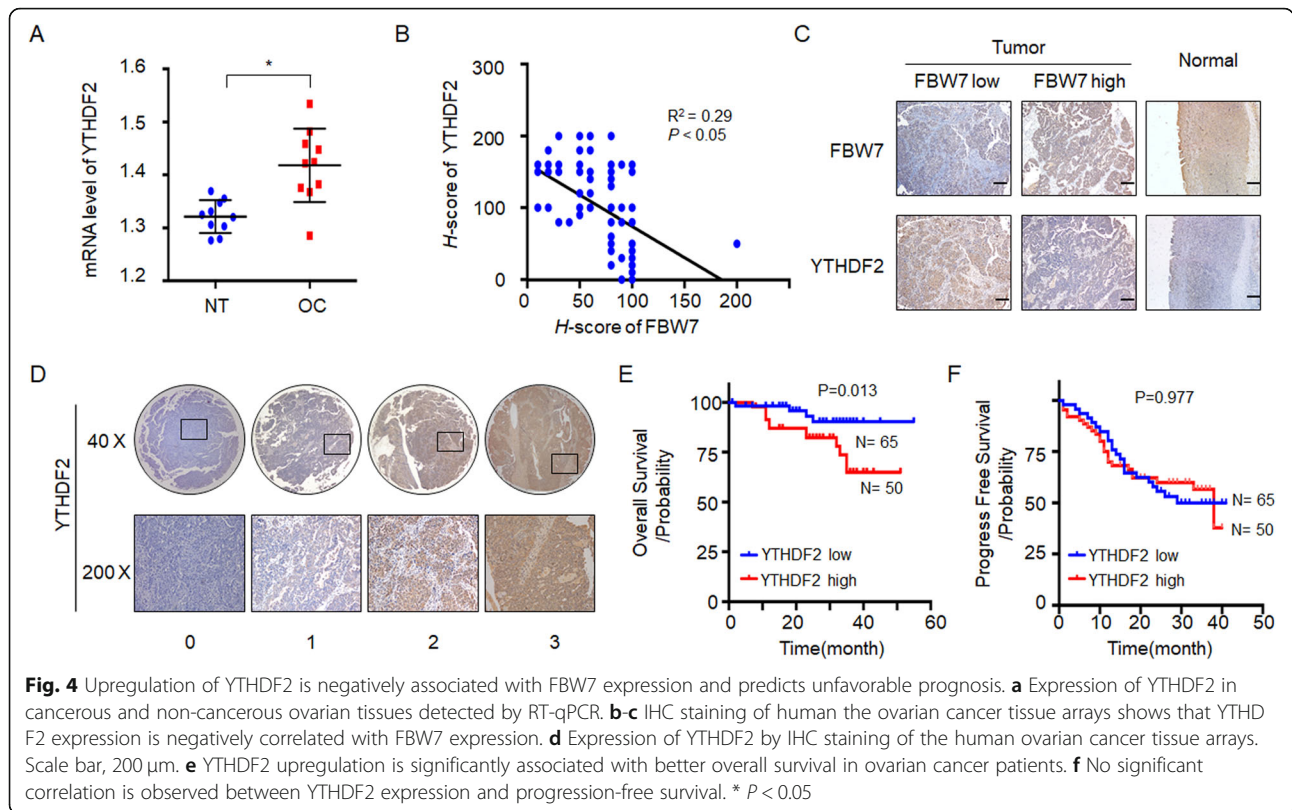 A
mRNA level of YTHDF2
1.6
1.5
1.4
1.3
1.2
*
NT
OC
B
H-score of YTHDF2
300
200
100
0
R² = 0.29
P < 0.05
0
50
100
150
200
H-score of FBW7
C
Tumor
Normal
FBW7 low
FBW7 high
FBW7
YTHDF2
D
YTHDF2
40 X
200 X
0
1
2
3
E
Overall Survival
/Probability
100
75
50
25
0
P=0.013
N= 65
N= 50
YTHDF2 low
YTHDF2 high
0
20
40
60
Time(month)
F
Progress Free Survival
/Probability
100
75
50
25
0
P=0.977
N= 65
N= 50
YTHDF2 low
YTHDF2 high
0
10
20
30
40
50
Time(month)
Fig. 4 Upregulation of YTHDF2 is negatively associated with FBW7 expression and predicts unfavorable prognosis. a Expression of YTHDF2 in
cancerous and non-cancerous ovarian tissues detected by RT-qPCR. b-c IHC staining of human the ovarian cancer tissue arrays shows that YTHD
F2 expression is negatively correlated with FBW7 expression. d Expression of YTHDF2 by IHC staining of the human ovarian cancer tissue arrays.
Scale bar, 200 μm. e YTHDF2 upregulation is significantly associated with better overall survival in ovarian cancer patients. f No significant
correlation is observed between YTHDF2 expression and progression-free survival. * P < 0.05